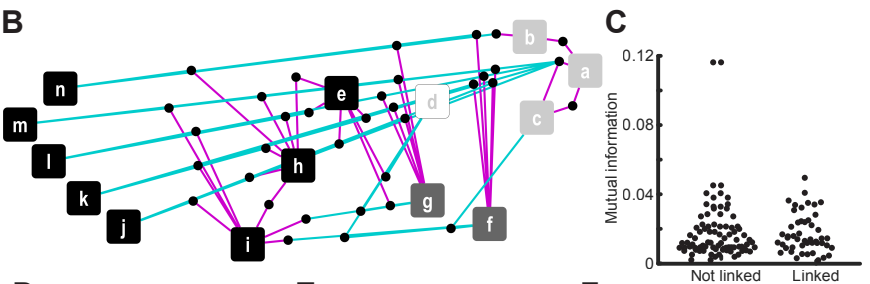 B
C
b
a
n
e
d
m
c
l
h
k
g
j
f
i
Mutual information
0.12
0.08
0.04
0
Not linked
Linked